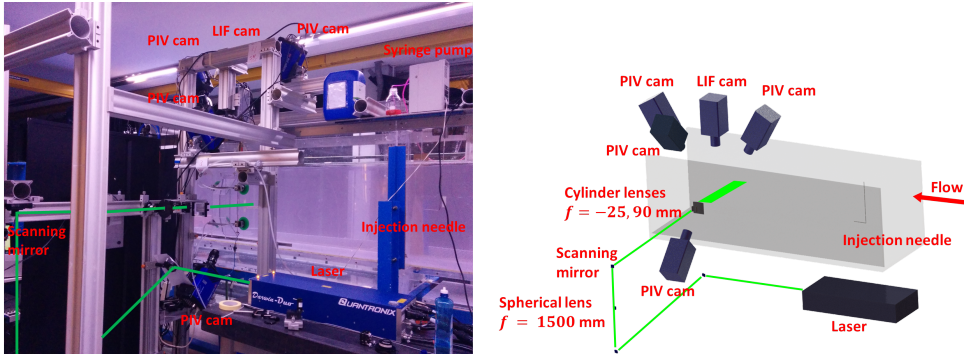 PIV cam
LIF cam
PIV cam
Syringe pump
PIV cam
Scanning
mirror
Injection needle
Laser
Darwin-Duo
QUANTRONIX
PIV cam
PIV cam
LIF cam
PIV cam
PIV cam
Cylinder lenses
f = −25, 90 mm
Flow
Injection needle
Scanning
mirror
PIV cam
Spherical lens
f = 1500 mm
Laser